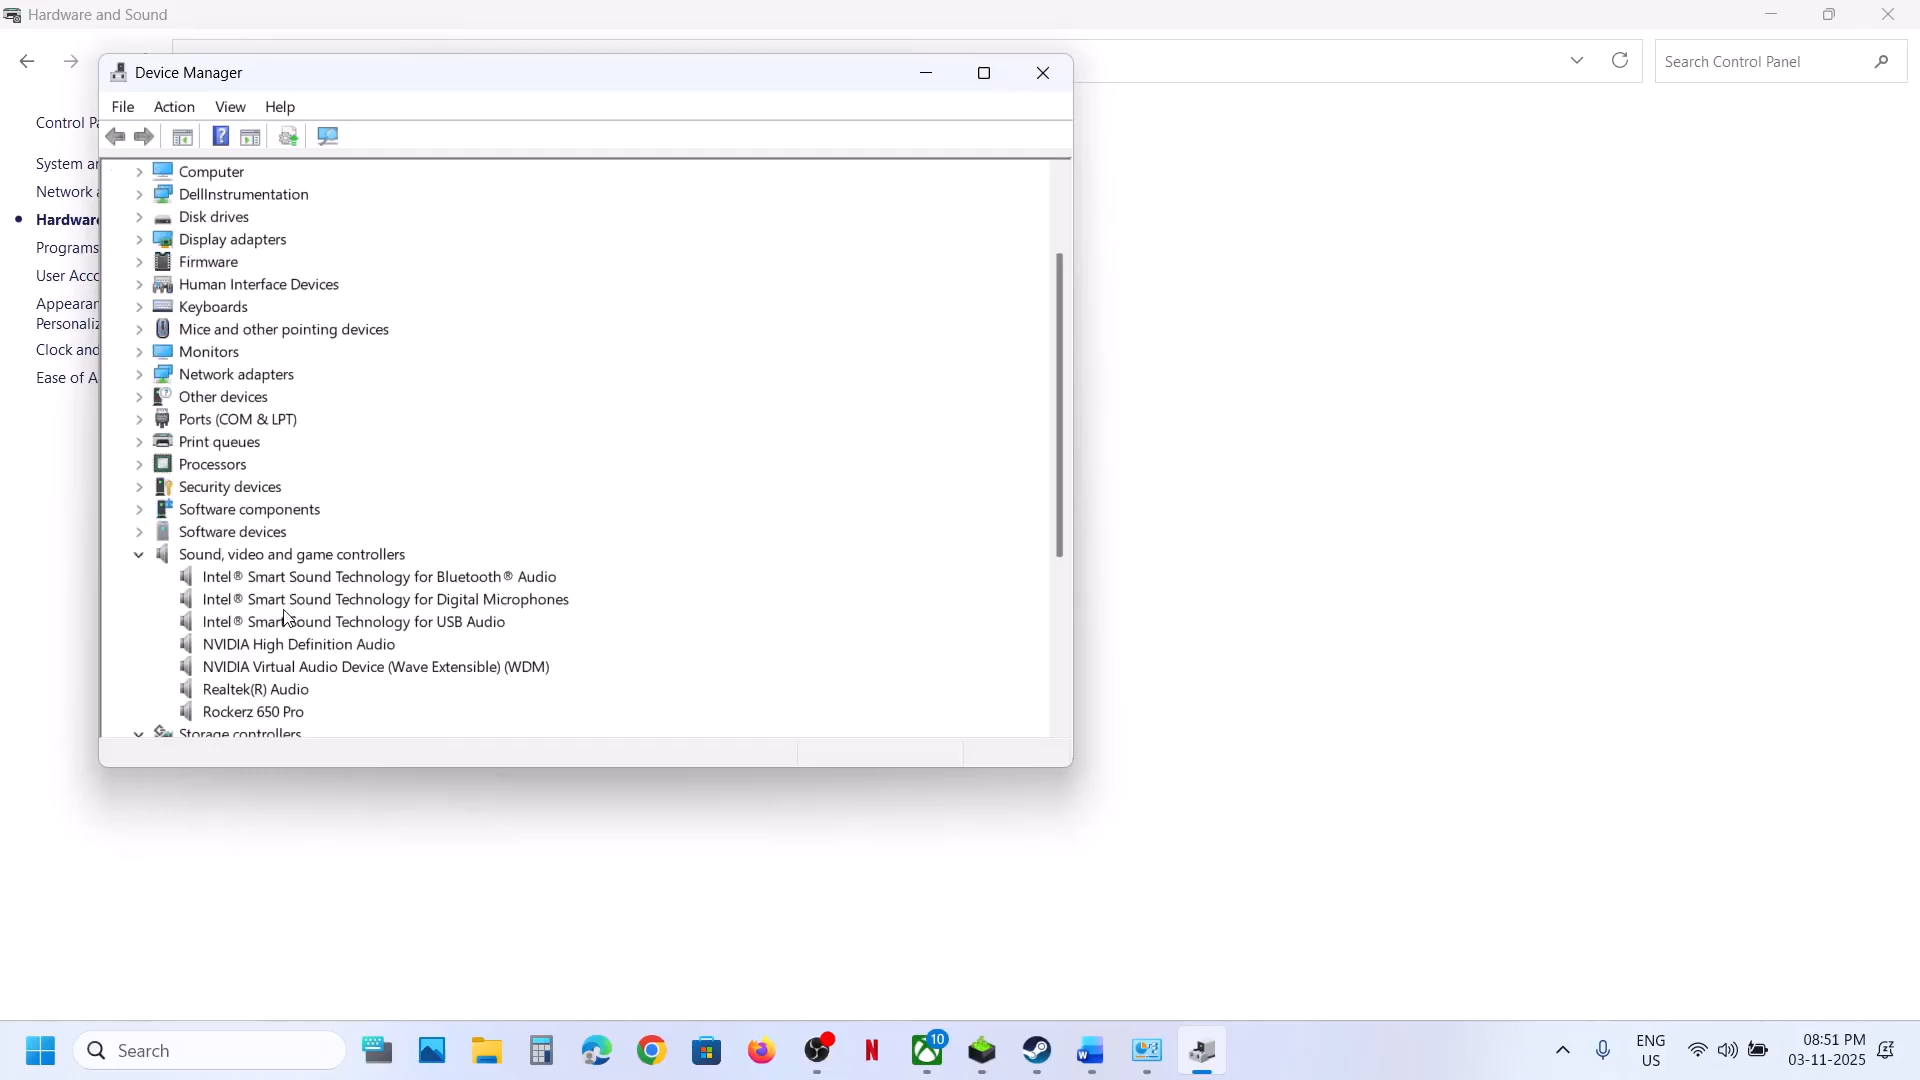 Hardware and Sound
Search Control Panel
Device Manager
File Action View Help
Control Pa
System an
Network a
Hardware
Programs
User Acco
Appearan
Personaliz
Clock and
Ease of A
Computer
DellInstrumentation
Disk drives
Display adapters
Firmware
Human Interface Devices
Keyboards
Mice and other pointing devices
Monitors
Network adapters
Other devices
Ports (COM & LPT)
Print queues
Processors
Security devices
Software components
Software devices
Sound, video and game controllers
Intel® Smart Sound Technology for Bluetooth® Audio
Intel® Smart Sound Technology for Digital Microphones
Intel® Smart Sound Technology for USB Audio
NVIDIA High Definition Audio
NVIDIA Virtual Audio Device (Wave Extensible) (WDM)
Realtek(R) Audio
Rockerz 650 Pro
Storage controllers
Search
10
ENG
US
08:51 PM
03-11-2025